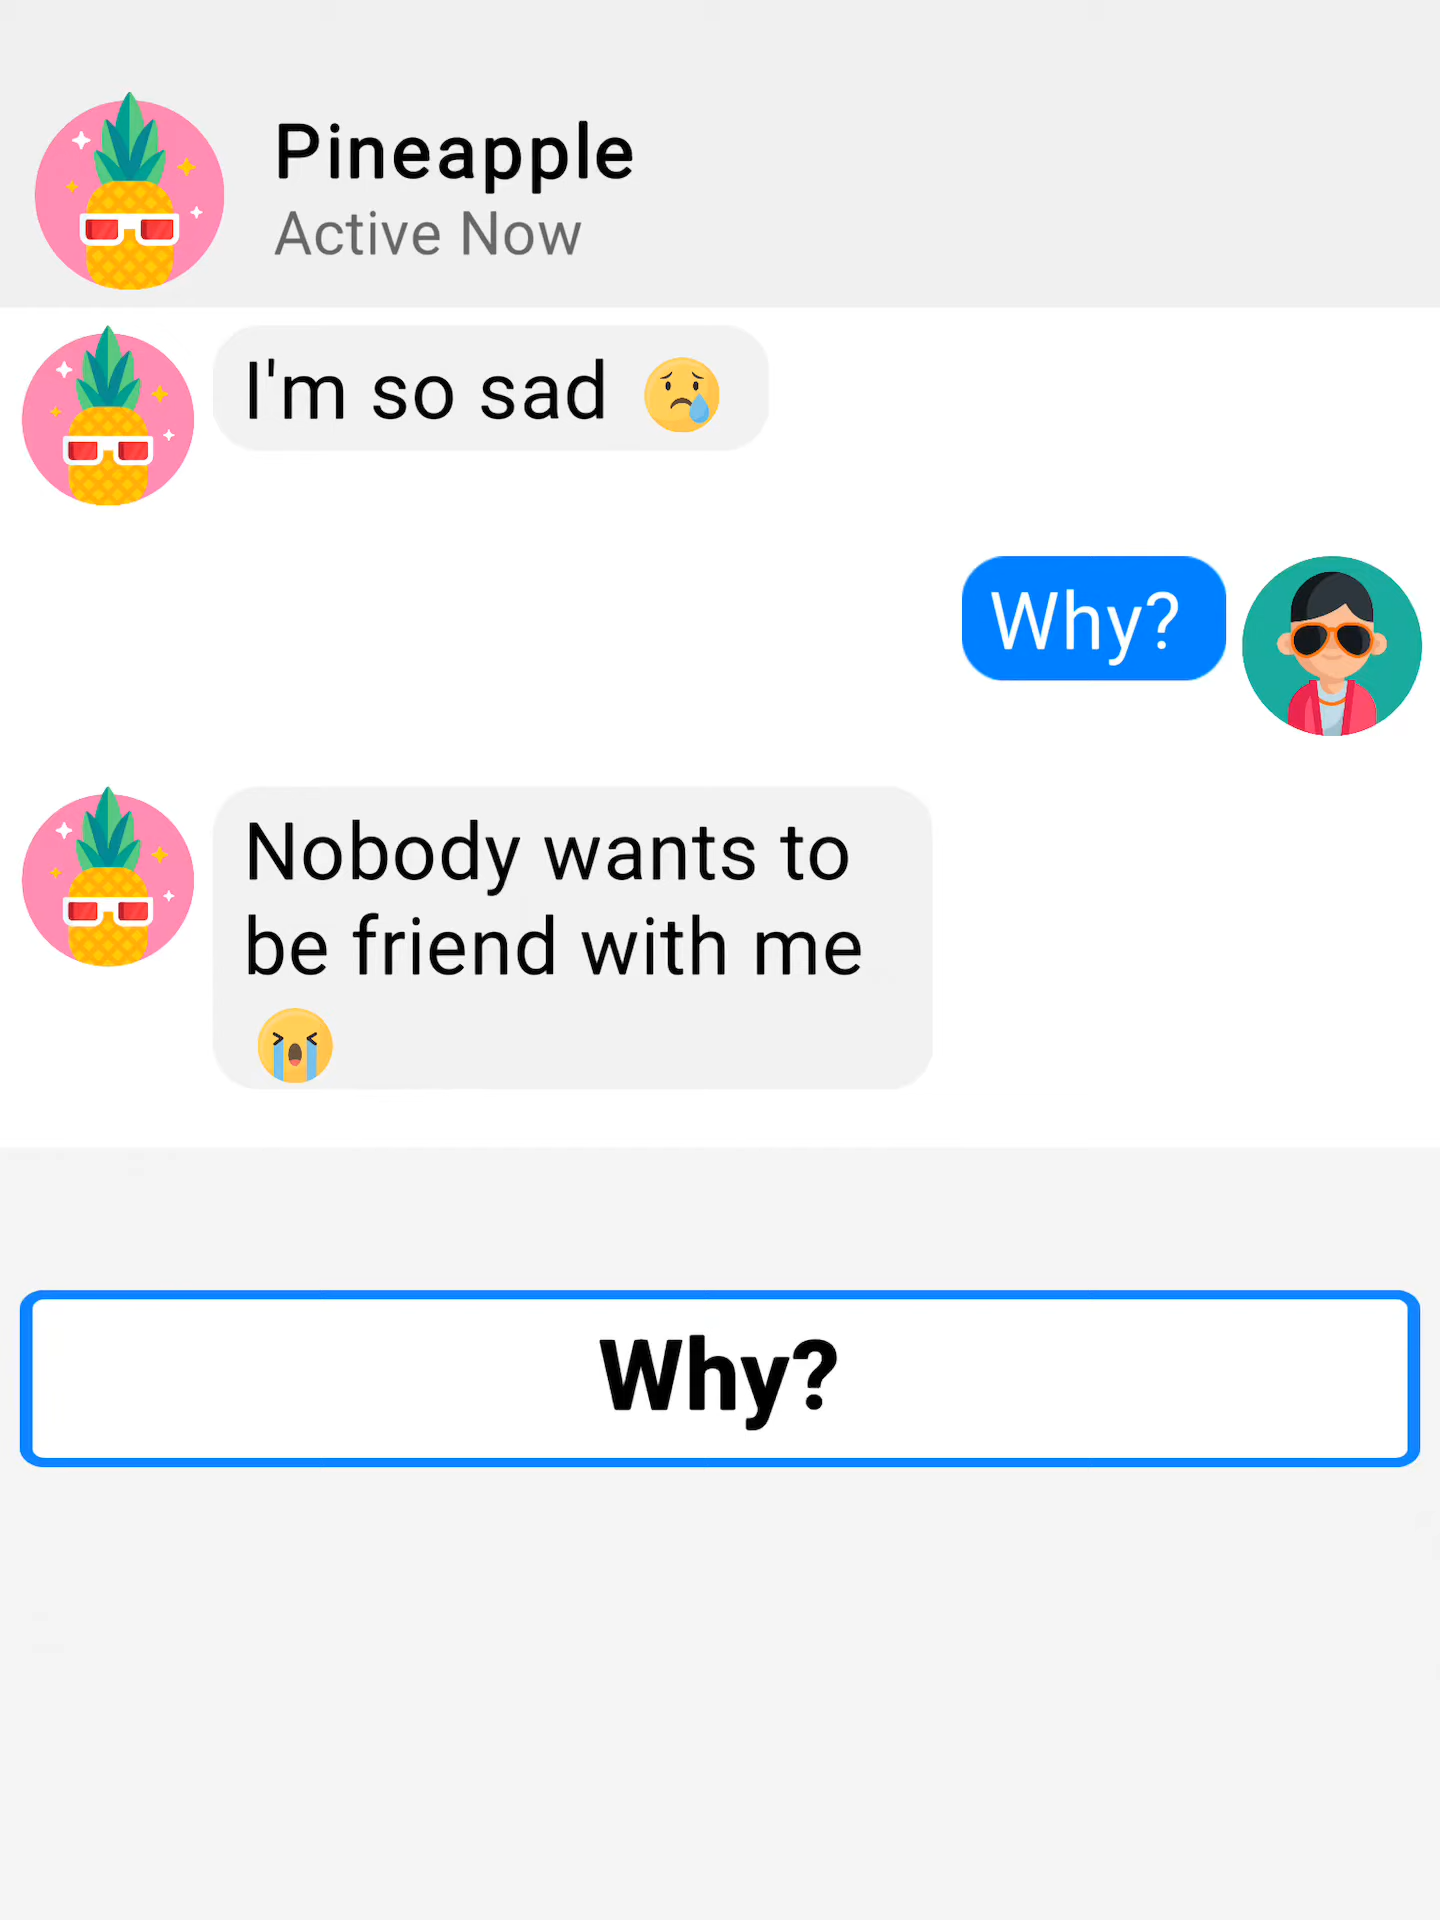 Pineapple
Active Now
I'm so sad 😢
Why?
Nobody wants to
be friend with me
😭
Why?